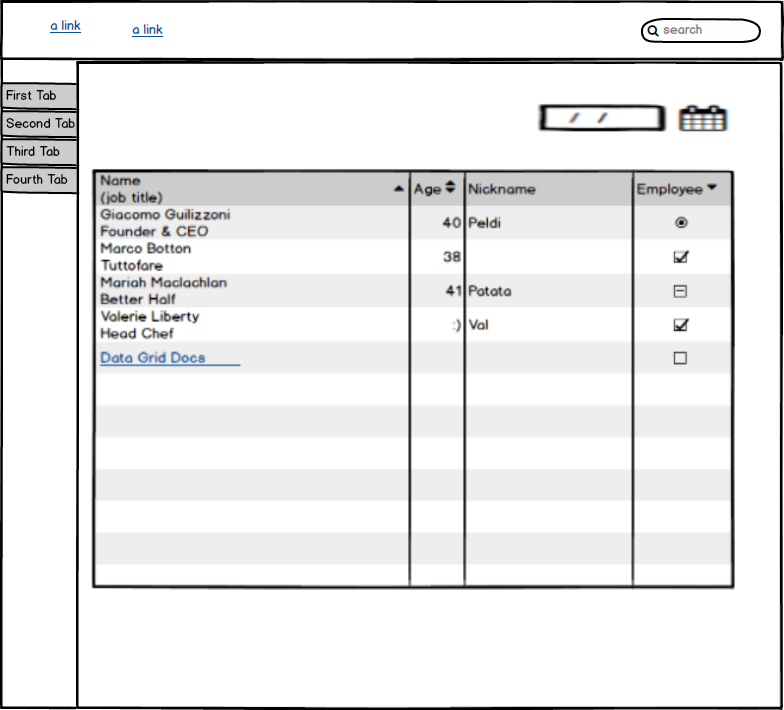 a link
a link
search
First Tab
Second Tab
Third Tab
Fourth Tab
/ /
Name
(job title)
Age
Nickname
Employee
Giacomo Guilizzoni
Founder & CEO
40
Peldi
Marco Botton
Tuttofare
38
Mariah Maclachlan
Better Half
41
Patata
Valerie Liberty
Head Chef
:)
Val
Data Grid Docs